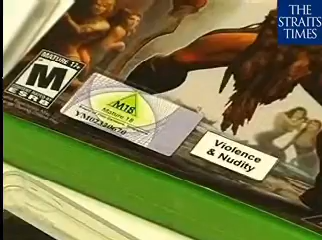 THE
STRAITS
TIMES
MATURE 17+
M
ESRB
M18
Mature 18
Violence
& Nudity